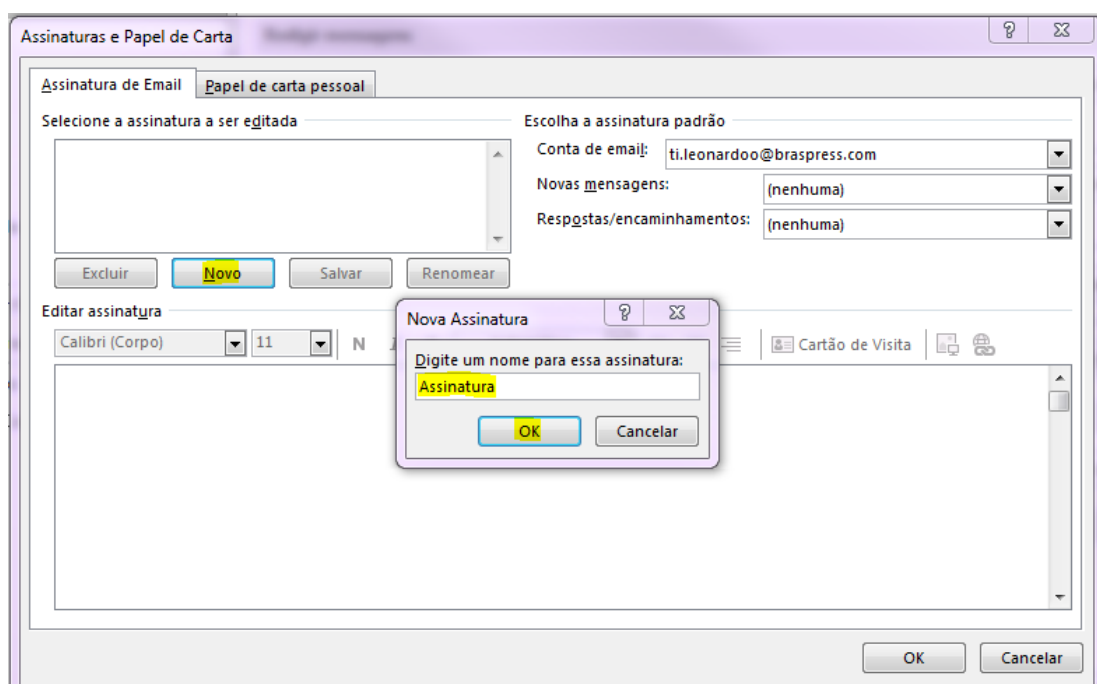 Assinaturas e Papel de Carta
Assinatura de Email
Papel de carta pessoal
Selecione a assinatura a ser editada
Escolha a assinatura padrão
Conta de email: ti.leonardoo@braspress.com
Novas mensagens: (nenhuma)
Respostas/encaminhamentos: (nenhuma)
Excluir Novo Salvar Renomear
Editar assinatura
Calibri (Corpo) 11 N Cartão de Visita
Nova Assinatura
Digite um nome para essa assinatura:
Assinatura
OK Cancelar
OK Cancelar